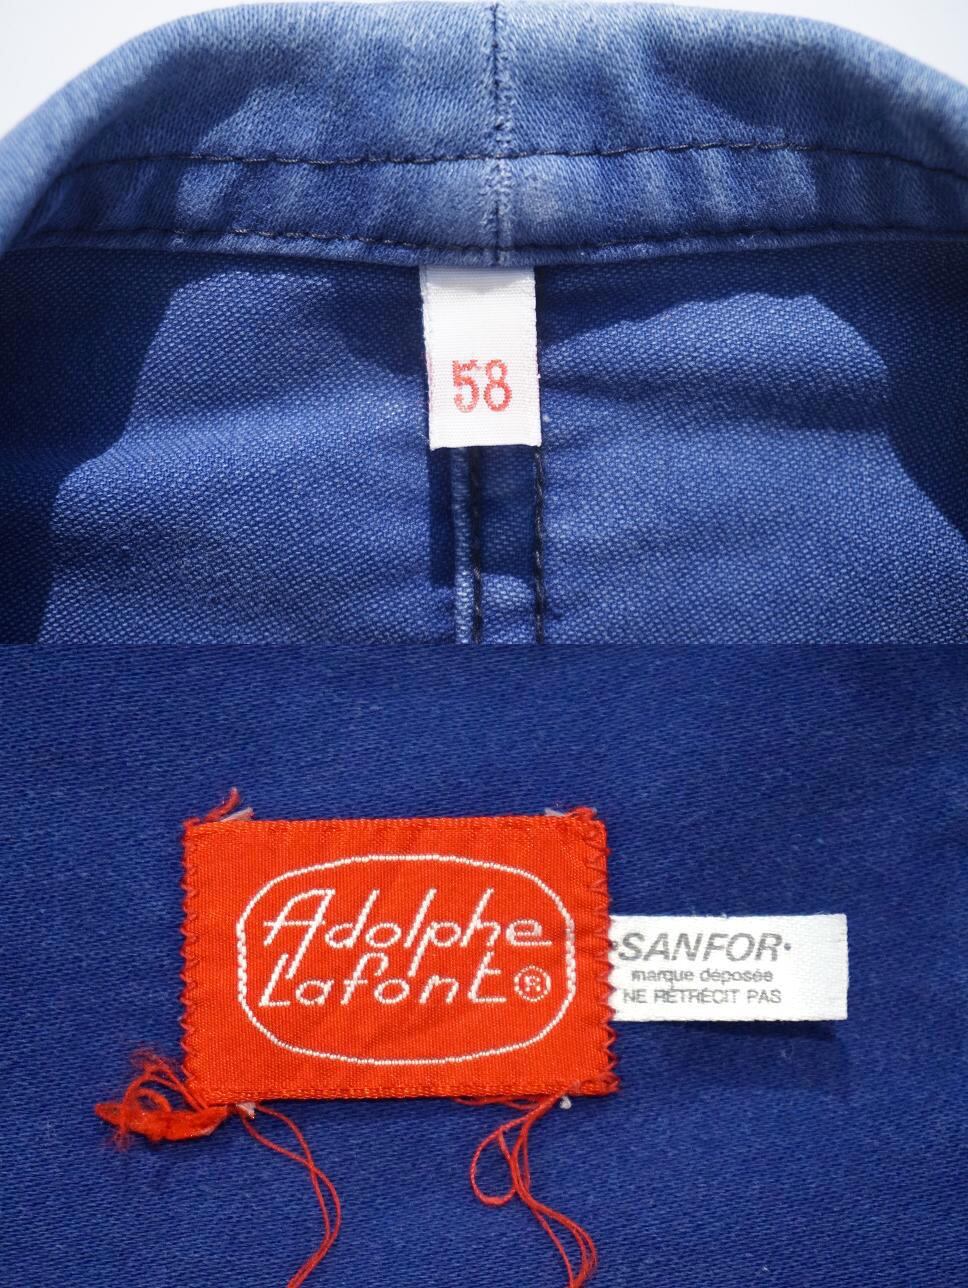 58
Adolphe
Lafont®
·SANFOR·
marque déposée
NE RÉTRÉCIT PAS